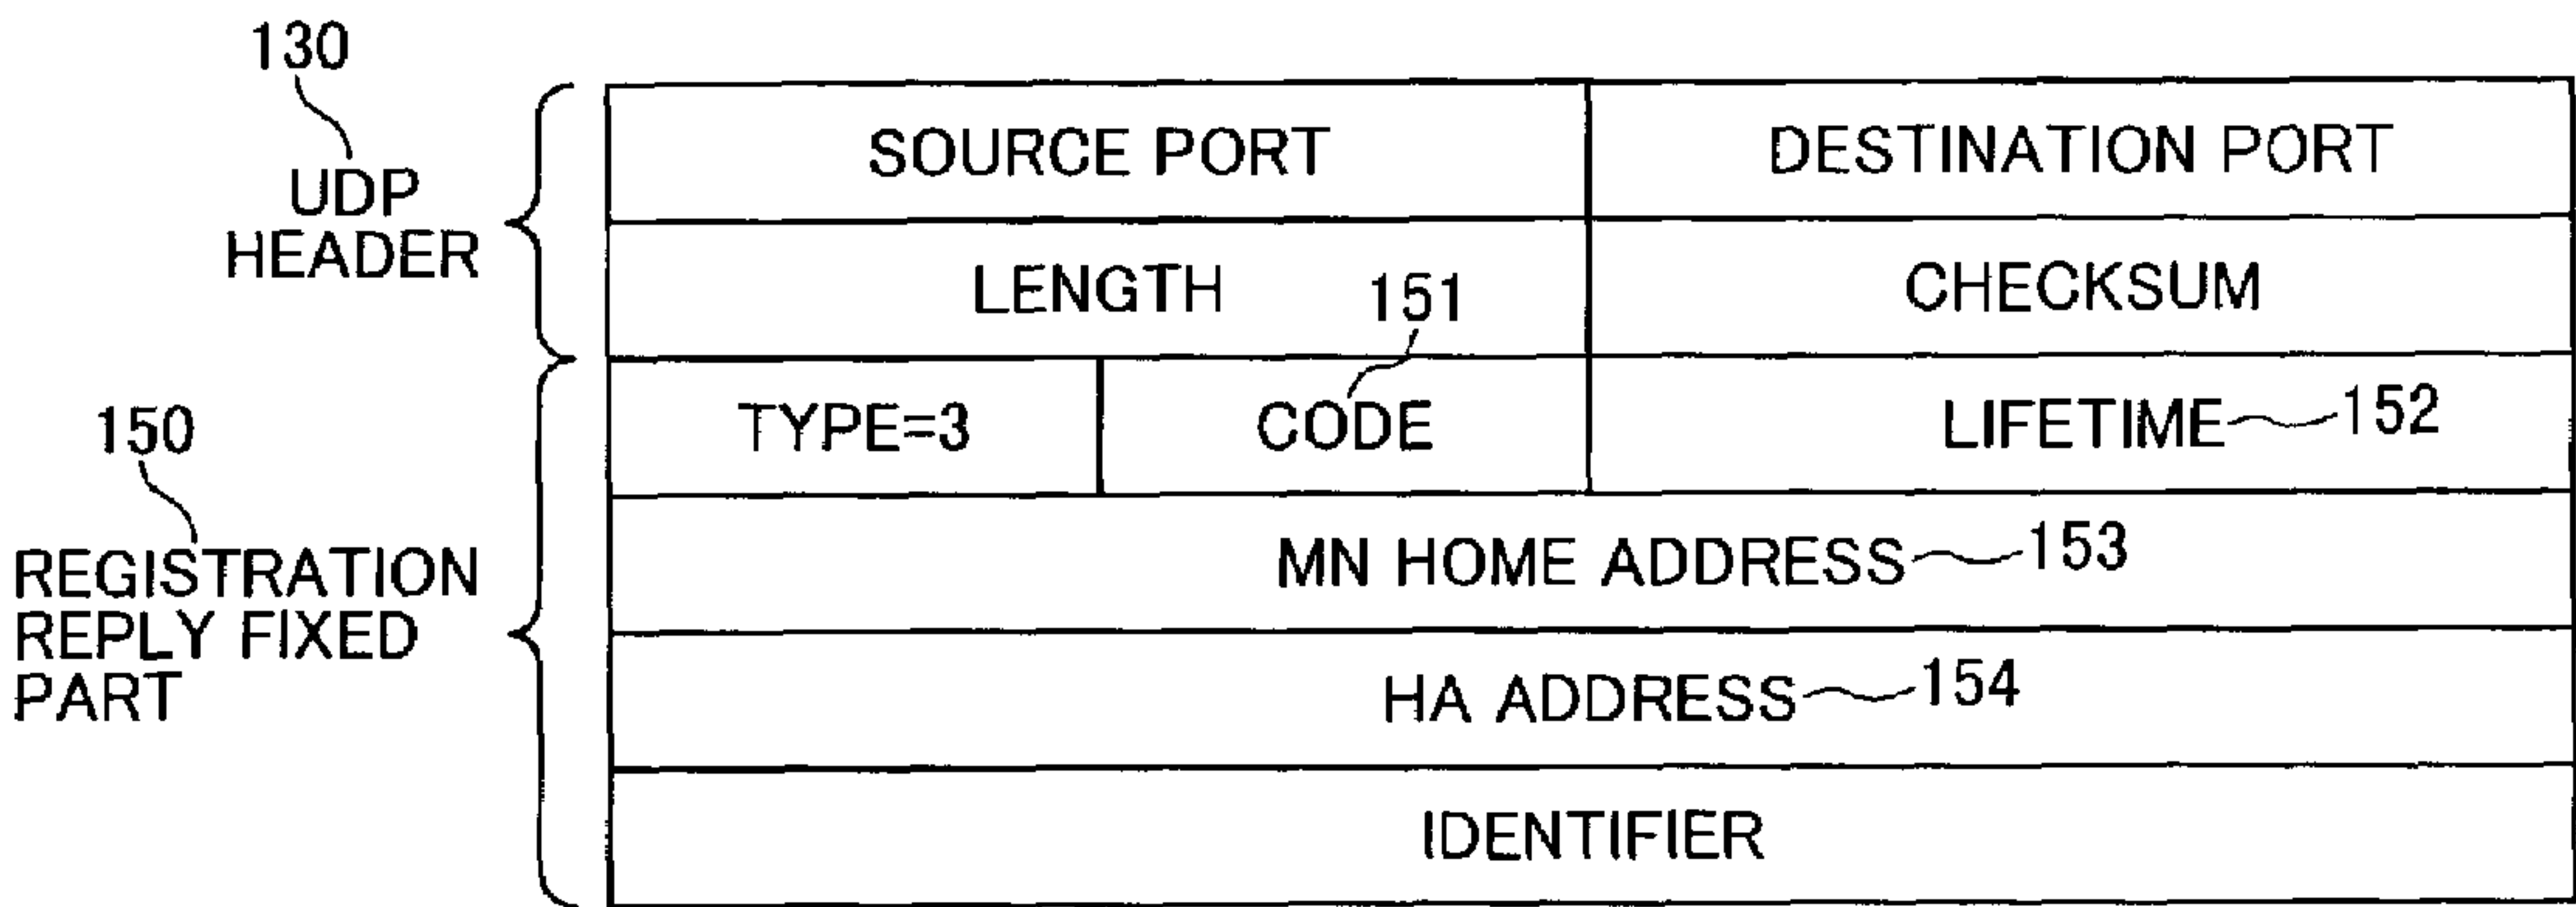 130
UDP
HEADER
SOURCE PORT
DESTINATION PORT
LENGTH
151
CHECKSUM
150
REGISTRATION
REPLY FIXED
PART
TYPE=3
CODE
LIFETIME 152
MN HOME ADDRESS 153
HA ADDRESS 154
IDENTIFIER